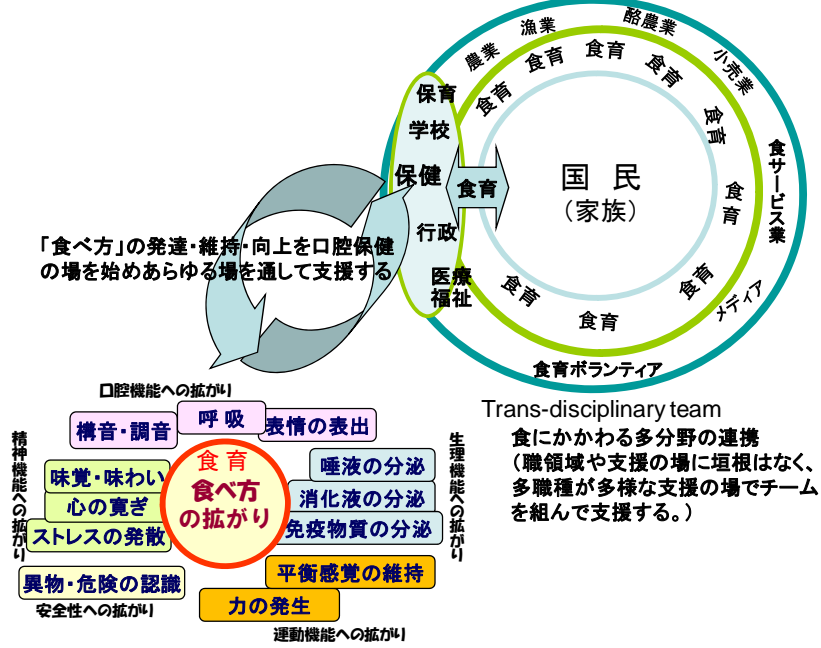 農業
漁業
酪農業
小売業
食サービス業
メディア
食育ボランティア
食育
食育
食育
食育
食育
食育
食育
食育
食育
保育
学校
保健
行政
医療
福祉
食育
国 民
（家族）
「食べ方」の発達・維持・向上を口腔保健
の場を始めあらゆる場を通して支援する
Trans-disciplinary team
食にかかわる多分野の連携
（職領域や支援の場に垣根はなく、
多職種が多様な支援の場でチーム
を組んで支援する。）
口腔機能への拡がり
構音・調音
呼 吸
表情の表出
精神機能への拡がり
味覚・味わい
心の寛ぎ
ストレスの発散
食 育
食べ方
の拡がり
生理機能への拡がり
唾液の分泌
消化液の分泌
免疫物質の分泌
異物・危険の認識
安全性への拡がり
平衡感覚の維持
力の発生
運動機能への拡がり